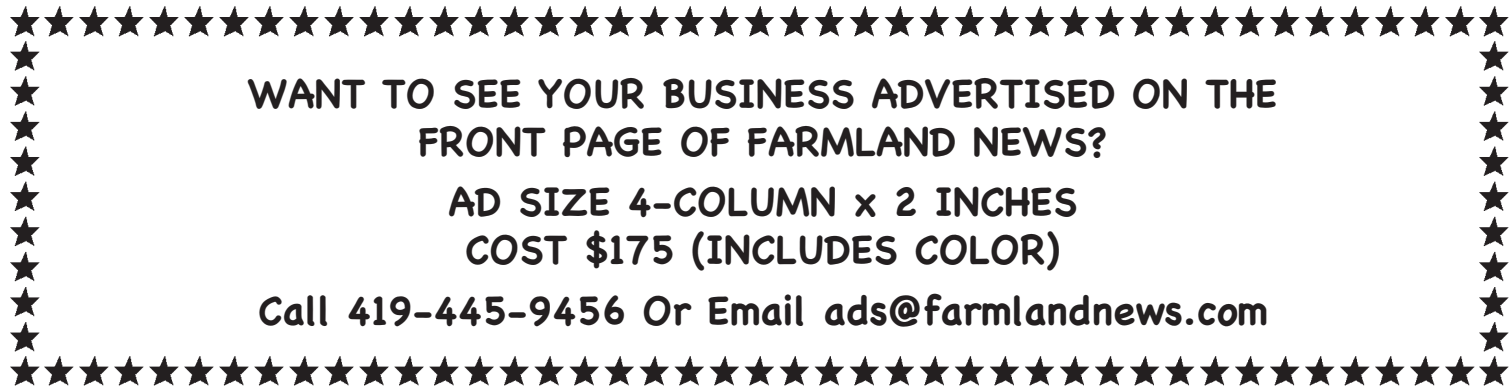 WANT TO SEE YOUR BUSINESS ADVERTISED ON THE
FRONT PAGE OF FARMLAND NEWS?
AD SIZE 4-COLUMN x 2 INCHES
COST $175 (INCLUDES COLOR)
Call 419-445-9456 Or Email ads@farmlandnews.com